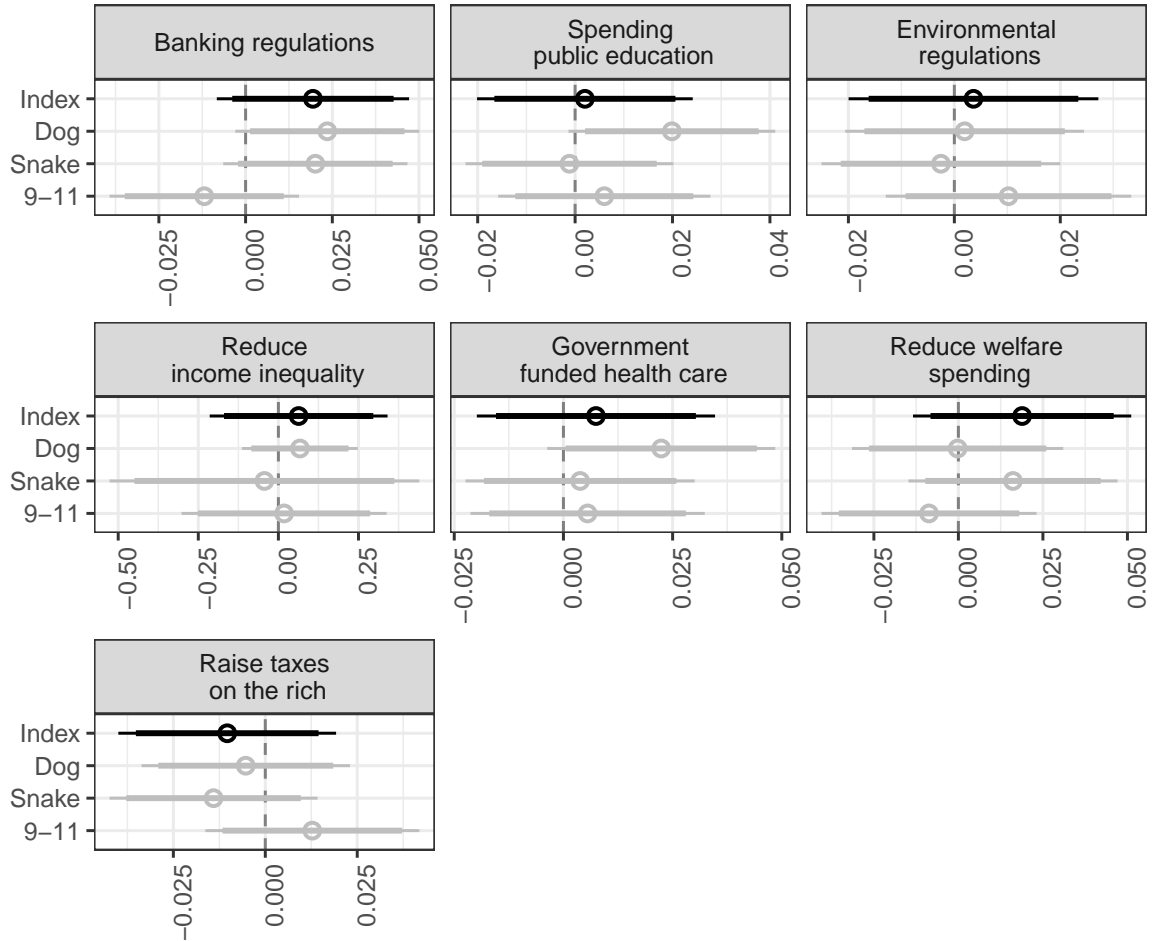 Banking regulations
Spending
public education
Environmental
regulations
Index
Dog
Snake
9−11
−0.025
0.000
0.025
0.050
−0.02
0.00
0.02
0.04
−0.02
0.00
0.02
Reduce
income inequality
Government
funded health care
Reduce welfare
spending
Index
Dog
Snake
9−11
−0.50
−0.25
0.00
0.25
−0.025
0.000
0.025
0.050
−0.025
0.000
0.025
0.050
Raise taxes
on the rich
Index
Dog
Snake
9−11
−0.025
0.000
0.025